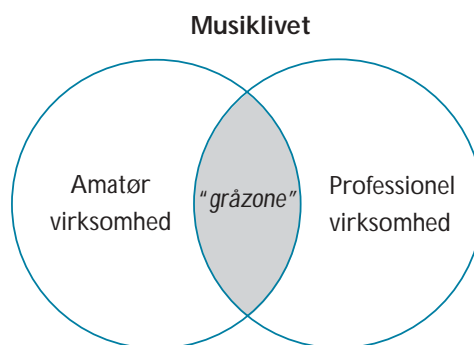 Musiklivet
Amatør
virksomhed
"gråzone"
Professionel
virksomhed